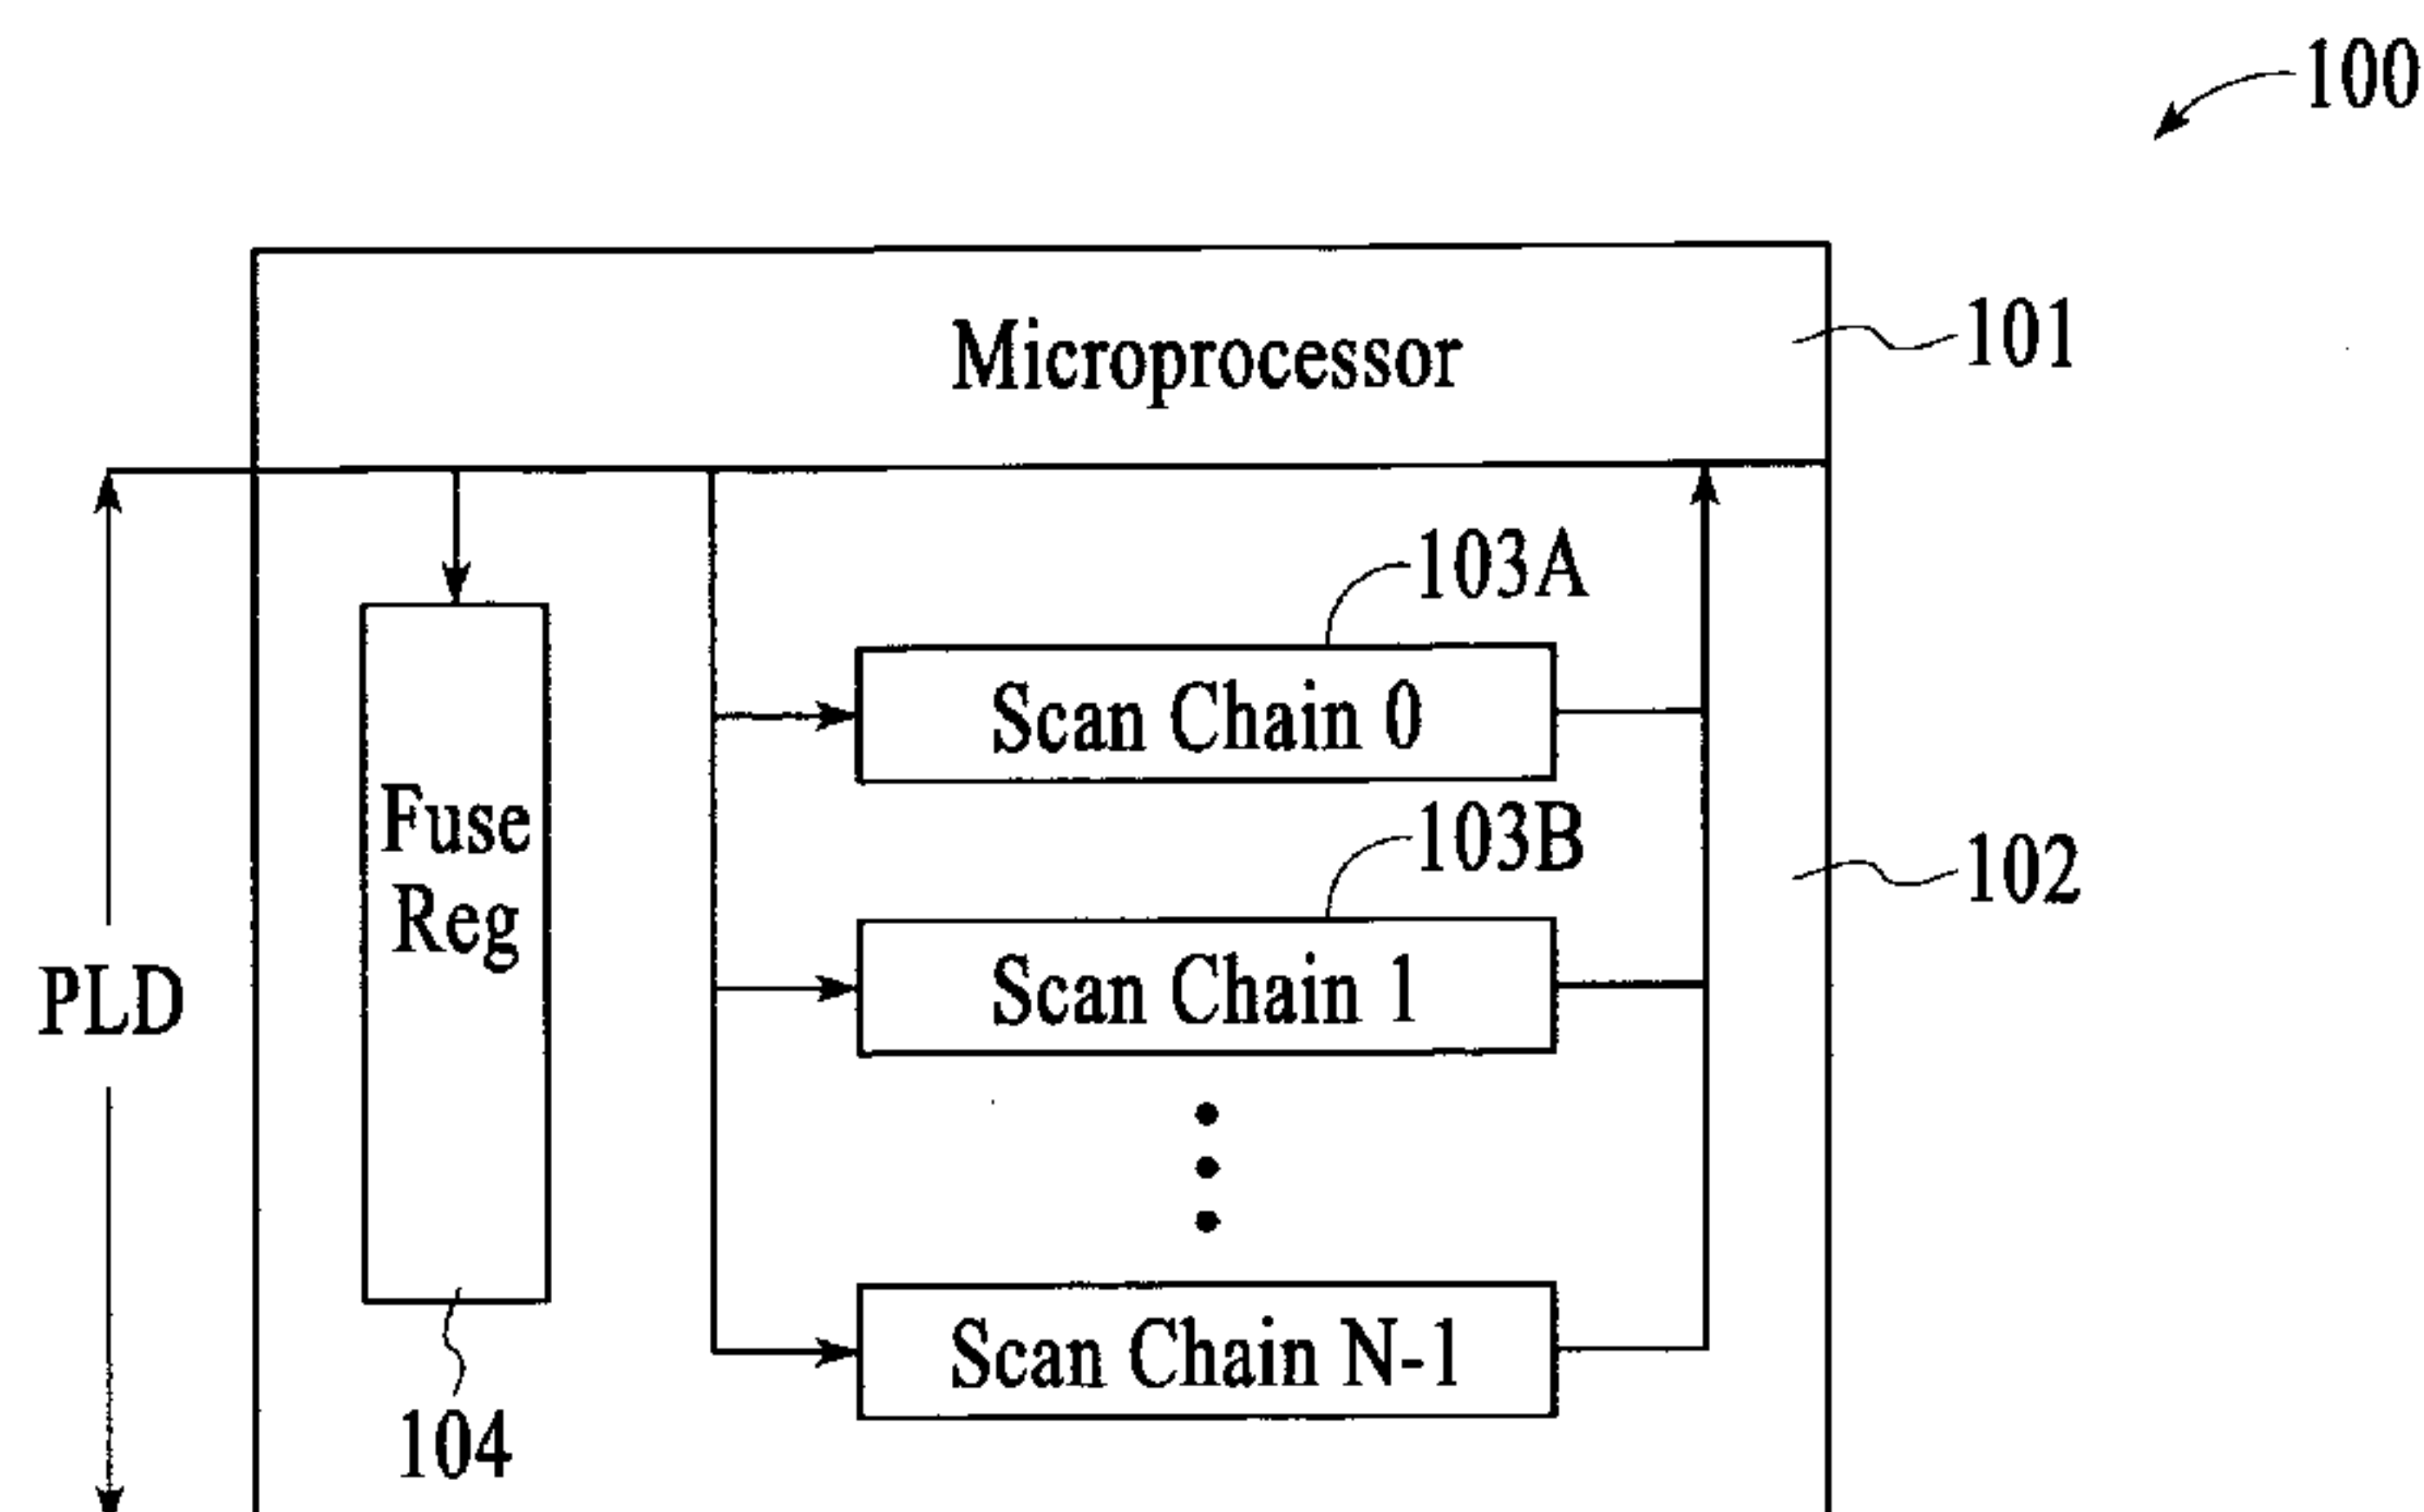 100
Microprocessor
101
103A
Scan Chain 0
Fuse
Reg
103B
102
PLD
Scan Chain 1
Scan Chain N-1
104